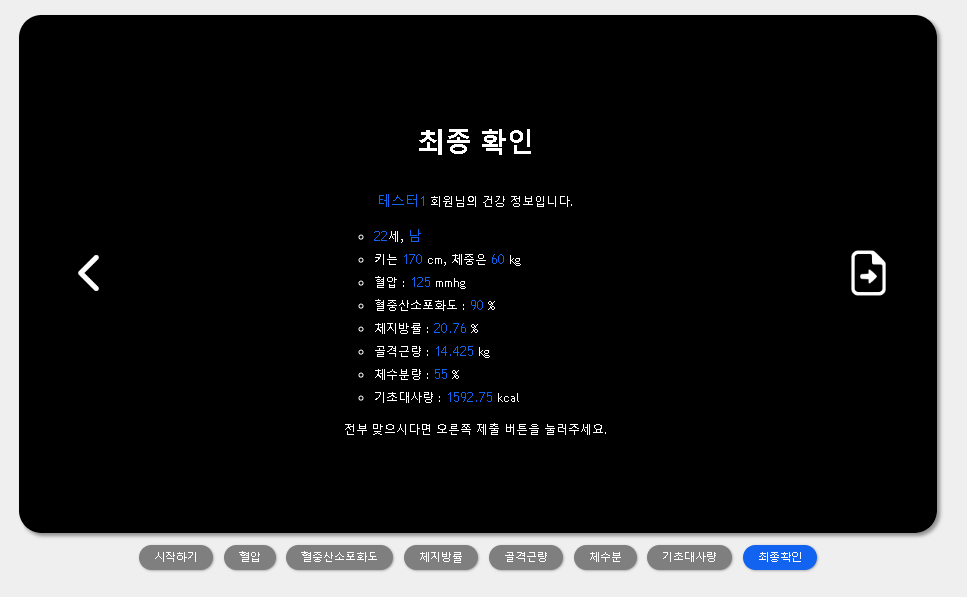 최종 확인
테스터1 회원님의 건강 정보입니다.
22세, 남
키는 170 cm, 체중은 60 kg
혈압 : 125 mmhg
혈중산소포화도 : 90 %
체지방률 : 20.76 %
골격근량 : 14.425 kg
체수분량 : 55 %
기초대사량 : 1592.75 kcal
전부 맞으시다면 오른쪽 제출 버튼을 눌러주세요.
시작하기 혈압 혈중산소포화도 체지방률 골격근량 체수분 기초대사량 최종확인